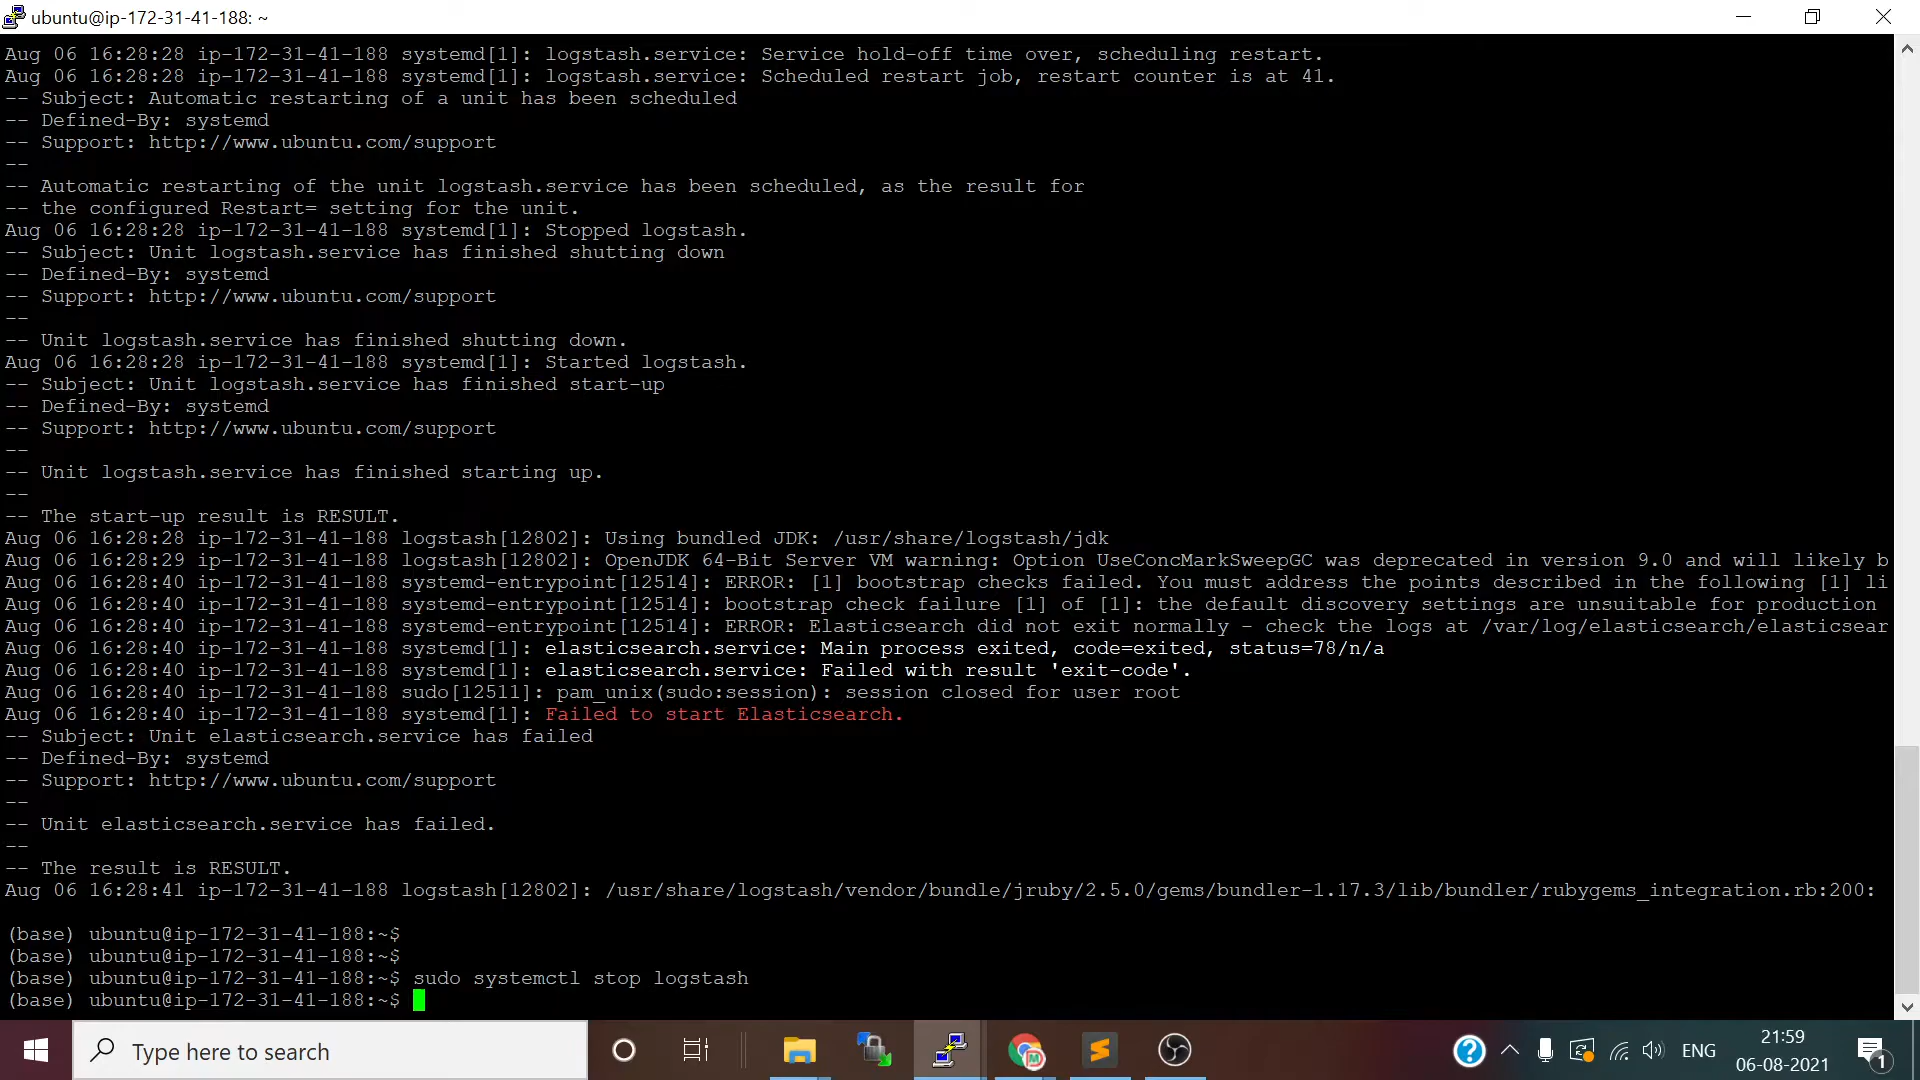 ubuntu@ip-172-31-41-188: ~
Aug 06 16:28:28 ip-172-31-41-188 systemd[1]: logstash.service: Service hold-off time over, scheduling restart.
Aug 06 16:28:28 ip-172-31-41-188 systemd[1]: logstash.service: Scheduled restart job, restart counter is at 41.
-- Subject: Automatic restarting of a unit has been scheduled
-- Defined-By: systemd
-- Support: http://www.ubuntu.com/support
--
-- Automatic restarting of the unit logstash.service has been scheduled, as the result for
-- the configured Restart= setting for the unit.
Aug 06 16:28:28 ip-172-31-41-188 systemd[1]: Stopped logstash.
-- Subject: Unit logstash.service has finished shutting down
-- Defined-By: systemd
-- Support: http://www.ubuntu.com/support
--
-- Unit logstash.service has finished shutting down.
Aug 06 16:28:28 ip-172-31-41-188 systemd[1]: Started logstash.
-- Subject: Unit logstash.service has finished start-up
-- Defined-By: systemd
-- Support: http://www.ubuntu.com/support
--
-- Unit logstash.service has finished starting up.
--
-- The start-up result is RESULT.
Aug 06 16:28:28 ip-172-31-41-188 logstash[12802]: Using bundled JDK: /usr/share/logstash/jdk
Aug 06 16:28:29 ip-172-31-41-188 logstash[12802]: OpenJDK 64-Bit Server VM warning: Option UseConcMarkSweepGC was deprecated in version 9.0 and will likely b
Aug 06 16:28:40 ip-172-31-41-188 systemd-entrypoint[12514]: ERROR: [1] bootstrap checks failed. You must address the points described in the following [1] li
Aug 06 16:28:40 ip-172-31-41-188 systemd-entrypoint[12514]: bootstrap check failure [1] of [1]: the default discovery settings are unsuitable for production
Aug 06 16:28:40 ip-172-31-41-188 systemd-entrypoint[12514]: ERROR: Elasticsearch did not exit normally - check the logs at /var/log/elasticsearch/elasticsear
Aug 06 16:28:40 ip-172-31-41-188 systemd[1]: elasticsearch.service: Main process exited, code=exited, status=78/n/a
Aug 06 16:28:40 ip-172-31-41-188 systemd[1]: elasticsearch.service: Failed with result 'exit-code'.
Aug 06 16:28:40 ip-172-31-41-188 sudo[12511]: pam_unix(sudo:session): session closed for user root
Aug 06 16:28:40 ip-172-31-41-188 systemd[1]: Failed to start Elasticsearch.
-- Subject: Unit elasticsearch.service has failed
-- Defined-By: systemd
-- Support: http://www.ubuntu.com/support
--
-- Unit elasticsearch.service has failed.
--
-- The result is RESULT.
Aug 06 16:28:41 ip-172-31-41-188 logstash[12802]: /usr/share/logstash/vendor/bundle/jruby/2.5.0/gems/bundler-1.17.3/lib/bundler/rubygems_integration.rb:200:
(base) ubuntu@ip-172-31-41-188:~$
(base) ubuntu@ip-172-31-41-188:~$
(base) ubuntu@ip-172-31-41-188:~$ sudo systemctl stop logstash
(base) ubuntu@ip-172-31-41-188:~$
Type here to search
ENG
21:59
06-08-2021
1